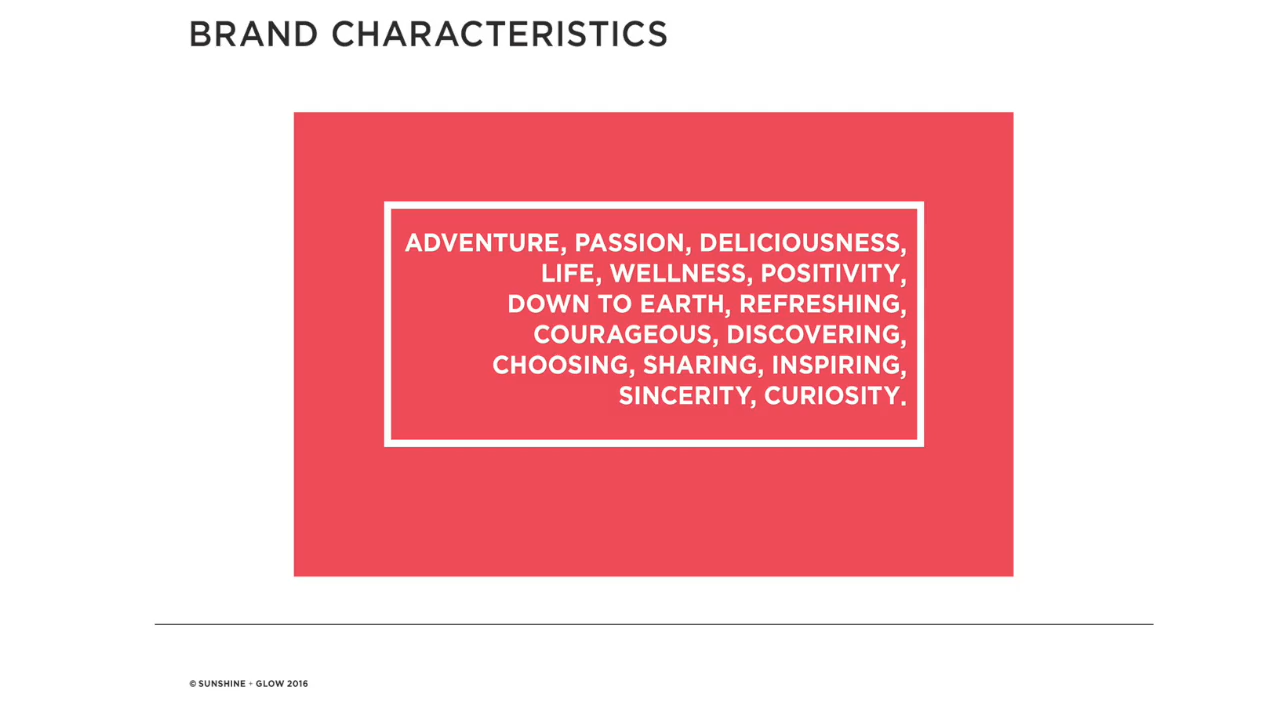 BRAND CHARACTERISTICS
ADVENTURE, PASSION, DELICIOUSNESS,
LIFE, WELLNESS, POSITIVITY,
DOWN TO EARTH, REFRESHING,
COURAGEOUS, DISCOVERING,
CHOOSING, SHARING, INSPIRING,
SINCERITY, CURIOSITY.
© SUNSHINE + GLOW 2016